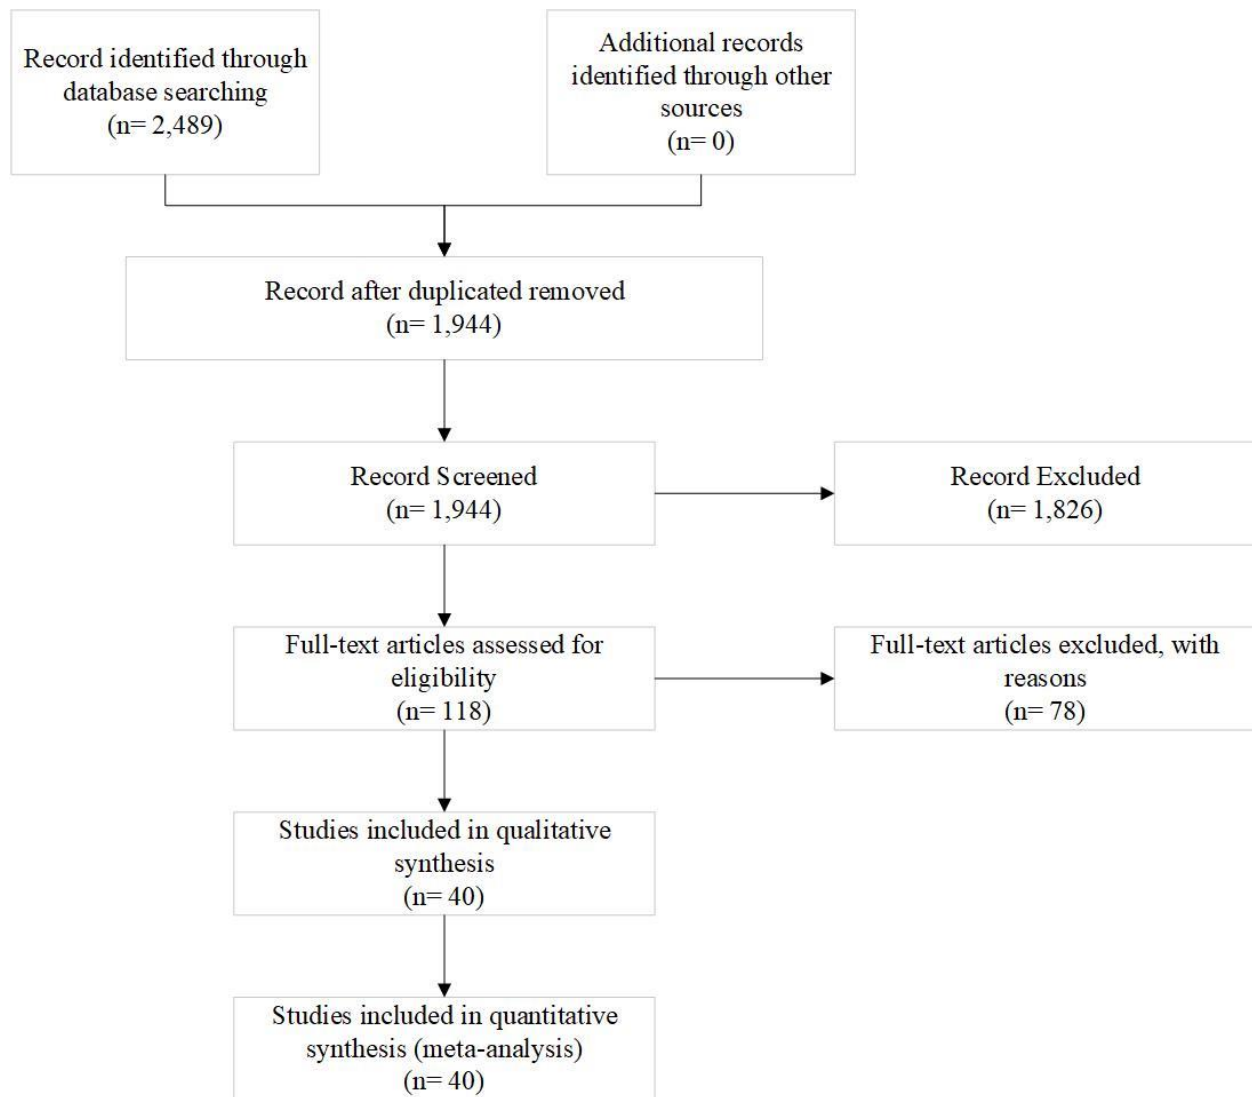 Record identified through
database searching
(n= 2,489)
Additional records
identified through other
sources
(n= 0)
Record after duplicated removed
(n= 1,944)
Record Screened
(n= 1,944)
Record Excluded
(n= 1,826)
Full-text articles assessed for
eligibility
(n= 118)
Full-text articles excluded, with
reasons
(n= 78)
Studies included in qualitative
synthesis
(n= 40)
Studies included in quantitative
synthesis (meta-analysis)
(n= 40)